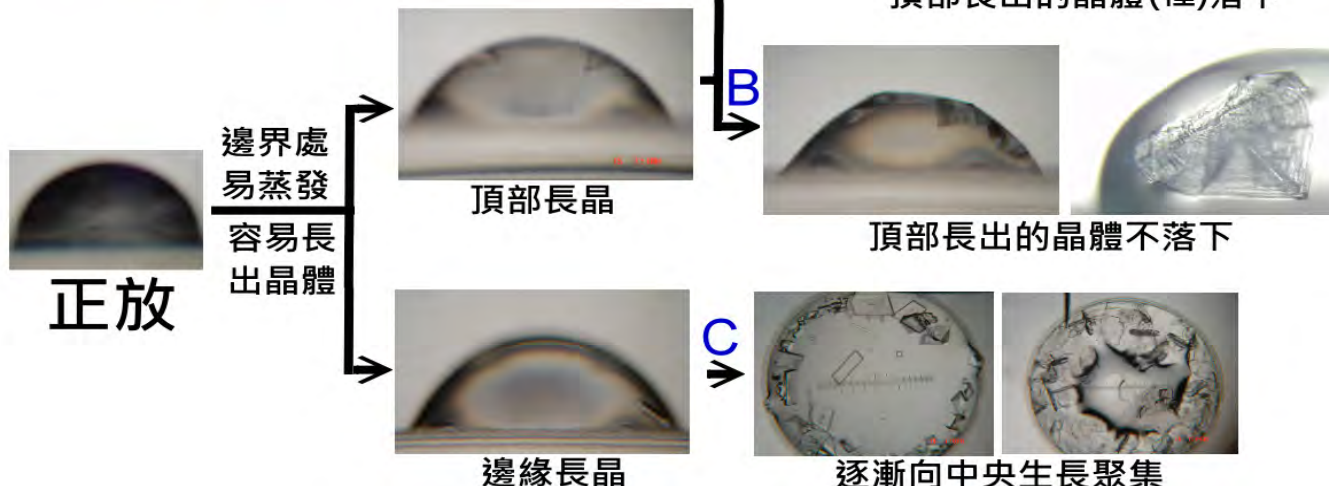 頂部長出的晶體(種)落下
B
邊界處
易蒸發
容易長
出晶體
頂部長晶
頂部長出的晶體不落下
正放
C
邊緣長晶
逐漸向中央生長聚集